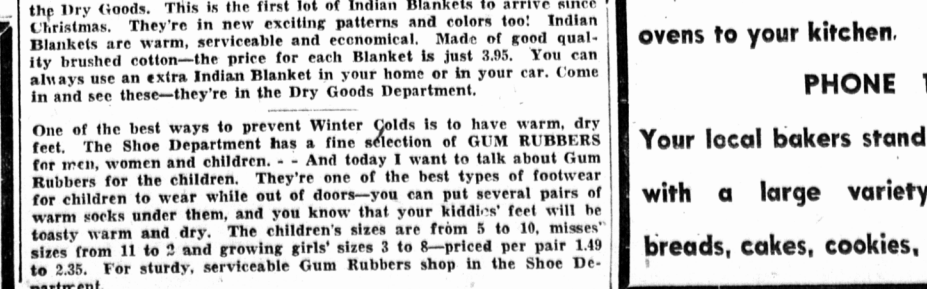 the Dry Goods. This is the first lot of Indian Blankets to arrive since
Christmas. They're in new exciting patterns and colors too! Indian
Blankets are warm, serviceable and economical. Made of good qual-
ity brushed cotton—the price for each Blanket is just 3.95. You can
always use an extra Indian Blanket in your home or in your car. Come
in and see these—they're in the Dry Goods Department.
One of the best ways to prevent Winter Colds is to have warm, dry
feet. The Shoe Department has a fine selection of GUM RUBBERS
for men, women and children. - - And today I want to talk about Gum
Rubbers for the children. They're one of the best types of footwear
for children to wear while out of doors—you can put several pairs of
warm socks under them, and you know that your kiddies' feet will be
toasty warm and dry. The children's sizes are from 5 to 10, misses'
sizes from 11 to 2 and growing girls' sizes 3 to 8—priced per pair 1.49
to 2.35. For sturdy, serviceable Gum Rubbers shop in the Shoe De-
partment.
ovens to your kitchen.
PHONE
Your local bakers stand
with a large variety
breads, cakes, cookies,